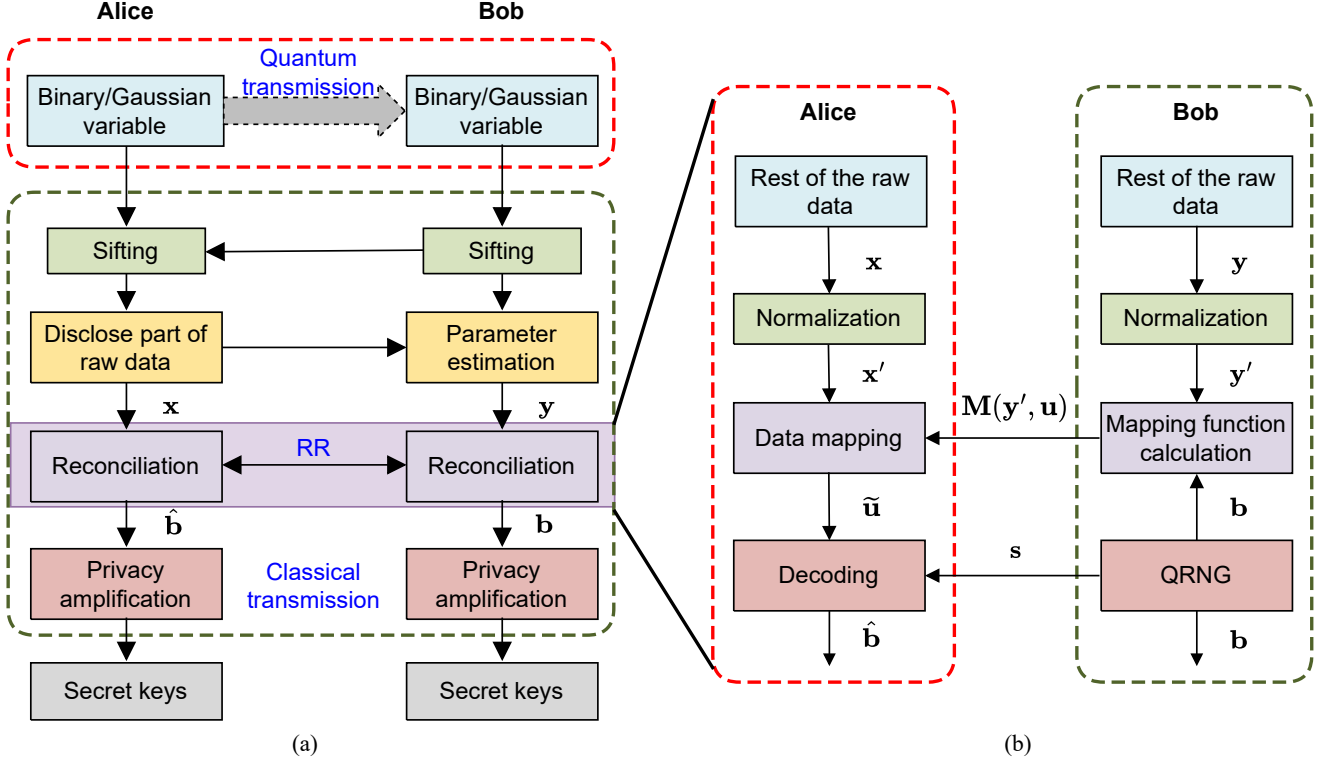 Alice
Bob
Quantum
transmission
Binary/Gaussian
variable
Binary/Gaussian
variable
Sifting
Sifting
Disclose part of
raw data
Parameter
estimation
x
y
Reconciliation
RR
Reconciliation
b̂
b
Privacy
amplification
Classical
transmission
Privacy
amplification
Secret keys
Secret keys
(a)
Alice
Bob
Rest of the raw
data
Rest of the raw
data
x
y
Normalization
Normalization
x′
y′
M(y′, u)
Data mapping
Mapping function
calculation
ũ
b
s
Decoding
QRNG
b̂
b
(b)